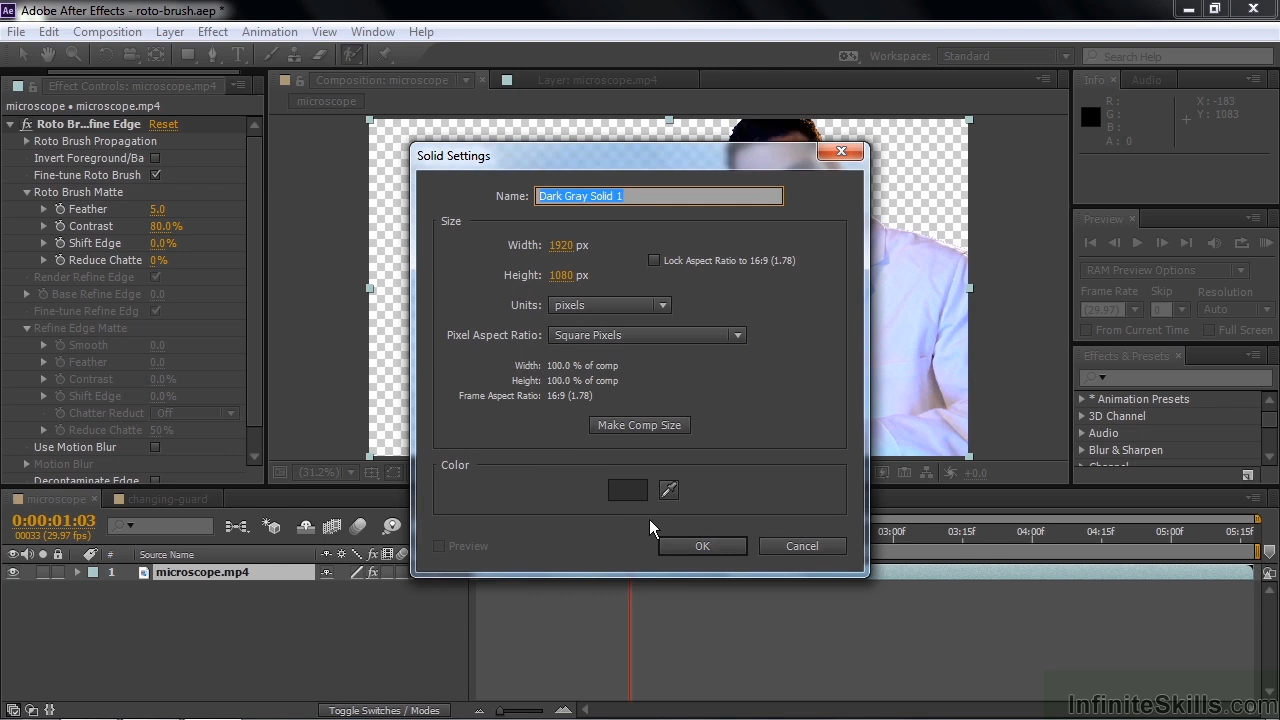 Ae Adobe After Effects - roto-brush.aep *
File Edit Composition Layer Effect Animation View Window Help
Workspace: Standard Search Help
Effect Controls: microscope.mp4
Composition: microscope
Layer: microscope.mp4
Info Audio
microscope • microscope.mp4
microscope
fx Roto Br...fine Edge Reset
Roto Brush Propagation
Invert Foreground/Ba
Fine-tune Roto Brush
Roto Brush Matte
Feather 5.0
Contrast 80.0%
Shift Edge 0.0%
Reduce Chatte 0%
Render Refine Edge
Base Refine Edge 0.0
Fine-tune Refine Edg
Refine Edge Matte
Smooth 0.0
Feather 0.0
Contrast 0.0%
Shift Edge 0.0%
Chatter Reduct Off
Reduce Chatte 50%
Use Motion Blur
Motion Blur
Decontaminate Edge
Solid Settings
Name: Dark Gray Solid 1
Size
Width: 1920 px
Lock Aspect Ratio to 16:9 (1.78)
Height: 1080 px
Units: pixels
Pixel Aspect Ratio: Square Pixels
Width: 100.0 % of comp
Height: 100.0 % of comp
Frame Aspect Ratio: 16:9 (1.78)
Make Comp Size
Color
Preview
OK
Cancel
R :
G :
B :
A : 0
X : -183
Y : 1083
Preview
RAM Preview Options
Frame Rate Skip Resolution
(29.97) 0 Auto
From Current Time Full Screen
Effects & Presets
* Animation Presets
3D Channel
Audio
Blur & Sharpen
(31.2%)
+0.0
microscope changing-guard
0:00:01:03
00033 (29.97 fps)
03:00f 03:15f 04:00f 04:15f 05:00f 05:15f
# Source Name
1 microscope.mp4
Toggle Switches / Modes
InfiniteSkills.com